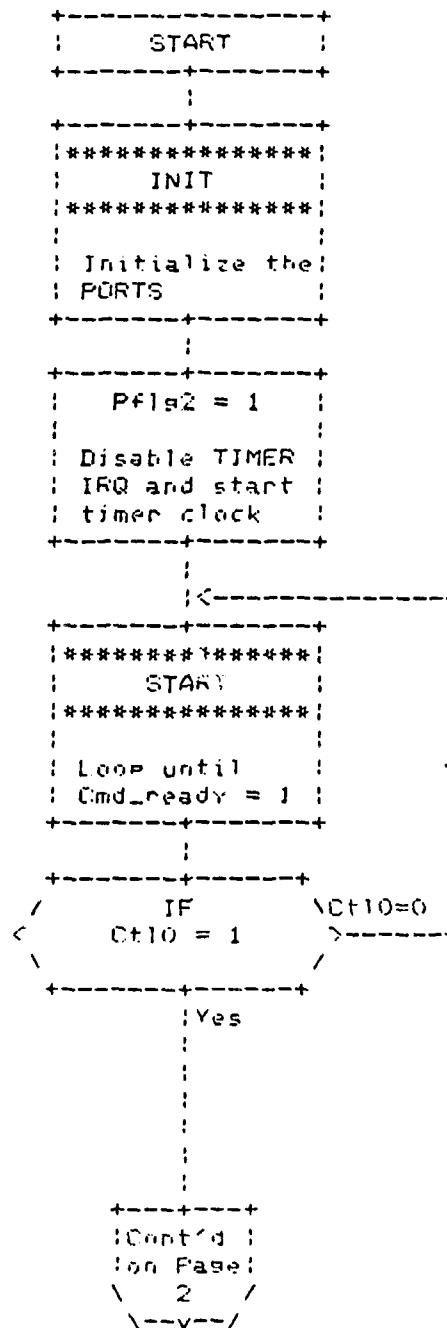 START
***************
INIT
***************
Initialize the
PORTS
Pflg2 = 1
Disable TIMER
IRQ and start
timer clock
<
***************
START
***************
Loop until
Cmd_ready = 1
IF
Ctl0 = 1
Ctl0=0
Yes
Cont'd
on Page
2